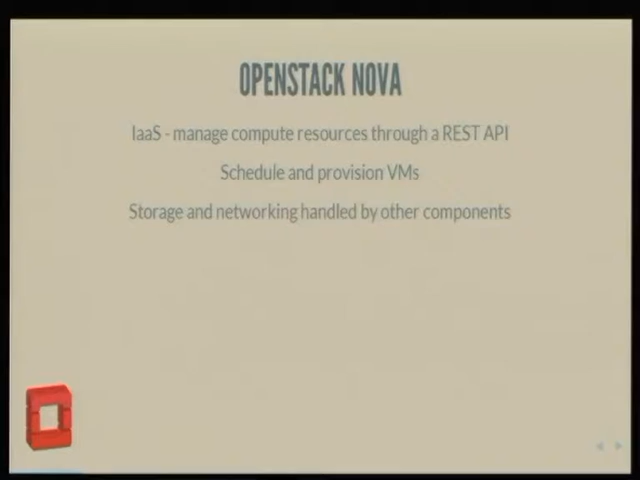 OPENSTACK NOVA
IaaS - manage compute resources through a REST API
Schedule and provision VMs
Storage and networking handled by other components